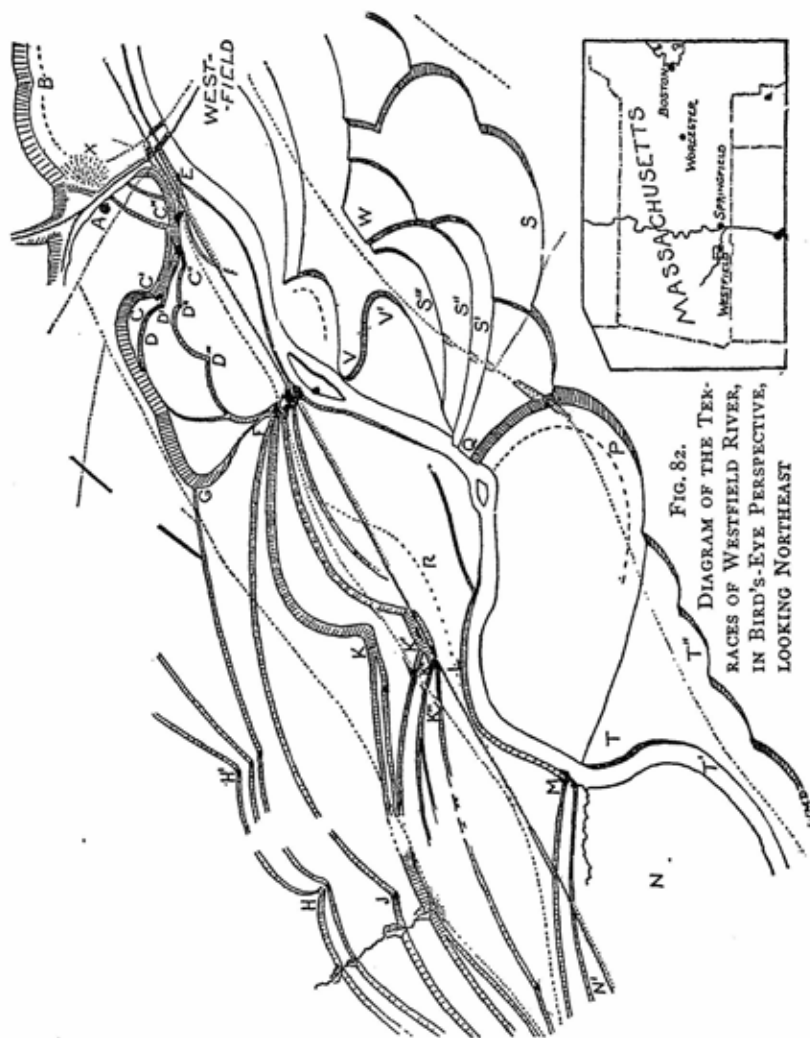 B
X
A
WEST-
FIELD
E
C'
C
D
D'
F
G
W
S
S'
S''
S'''
V
V'
H'
H
J
K
K'
K''
R
Q
P
L
M
N
N'
T
T'
T''
MASSACHUSETTS
BOSTON
WORCESTER
SPRINGFIELD
WESTFIELD
FIG. 82.
DIAGRAM OF THE TER-
RACES OF WESTFIELD RIVER,
IN BIRD'S-EYE PERSPECTIVE,
LOOKING NORTHEAST